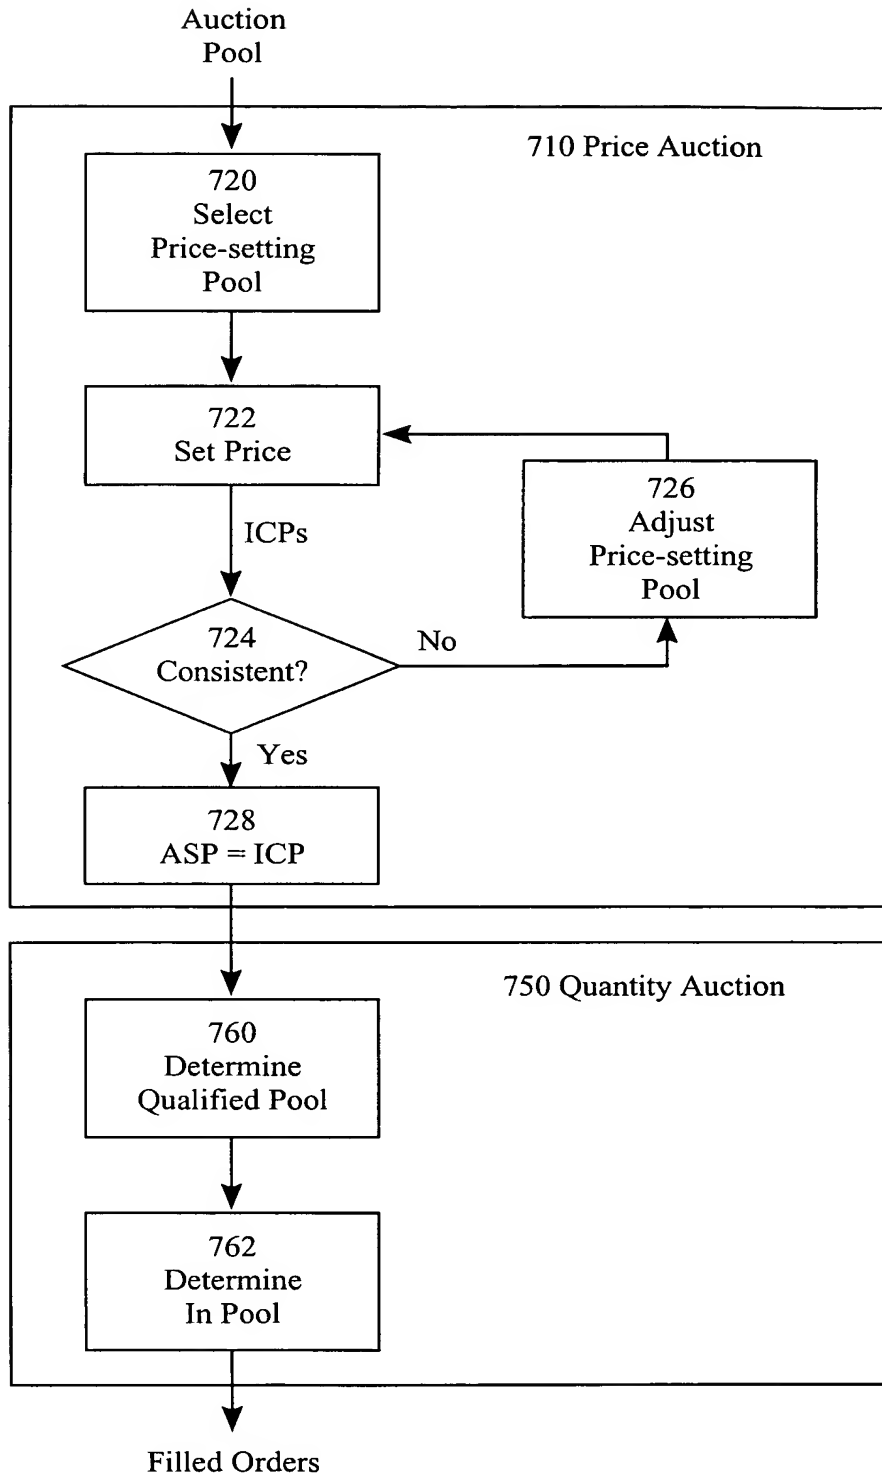 Auction
Pool
710 Price Auction
720
Select
Price-setting
Pool
722
Set Price
726
Adjust
Price-setting
Pool
ICPs
724
Consistent?
No
Yes
728
ASP = ICP
750 Quantity Auction
760
Determine
Qualified Pool
762
Determine
In Pool
Filled Orders